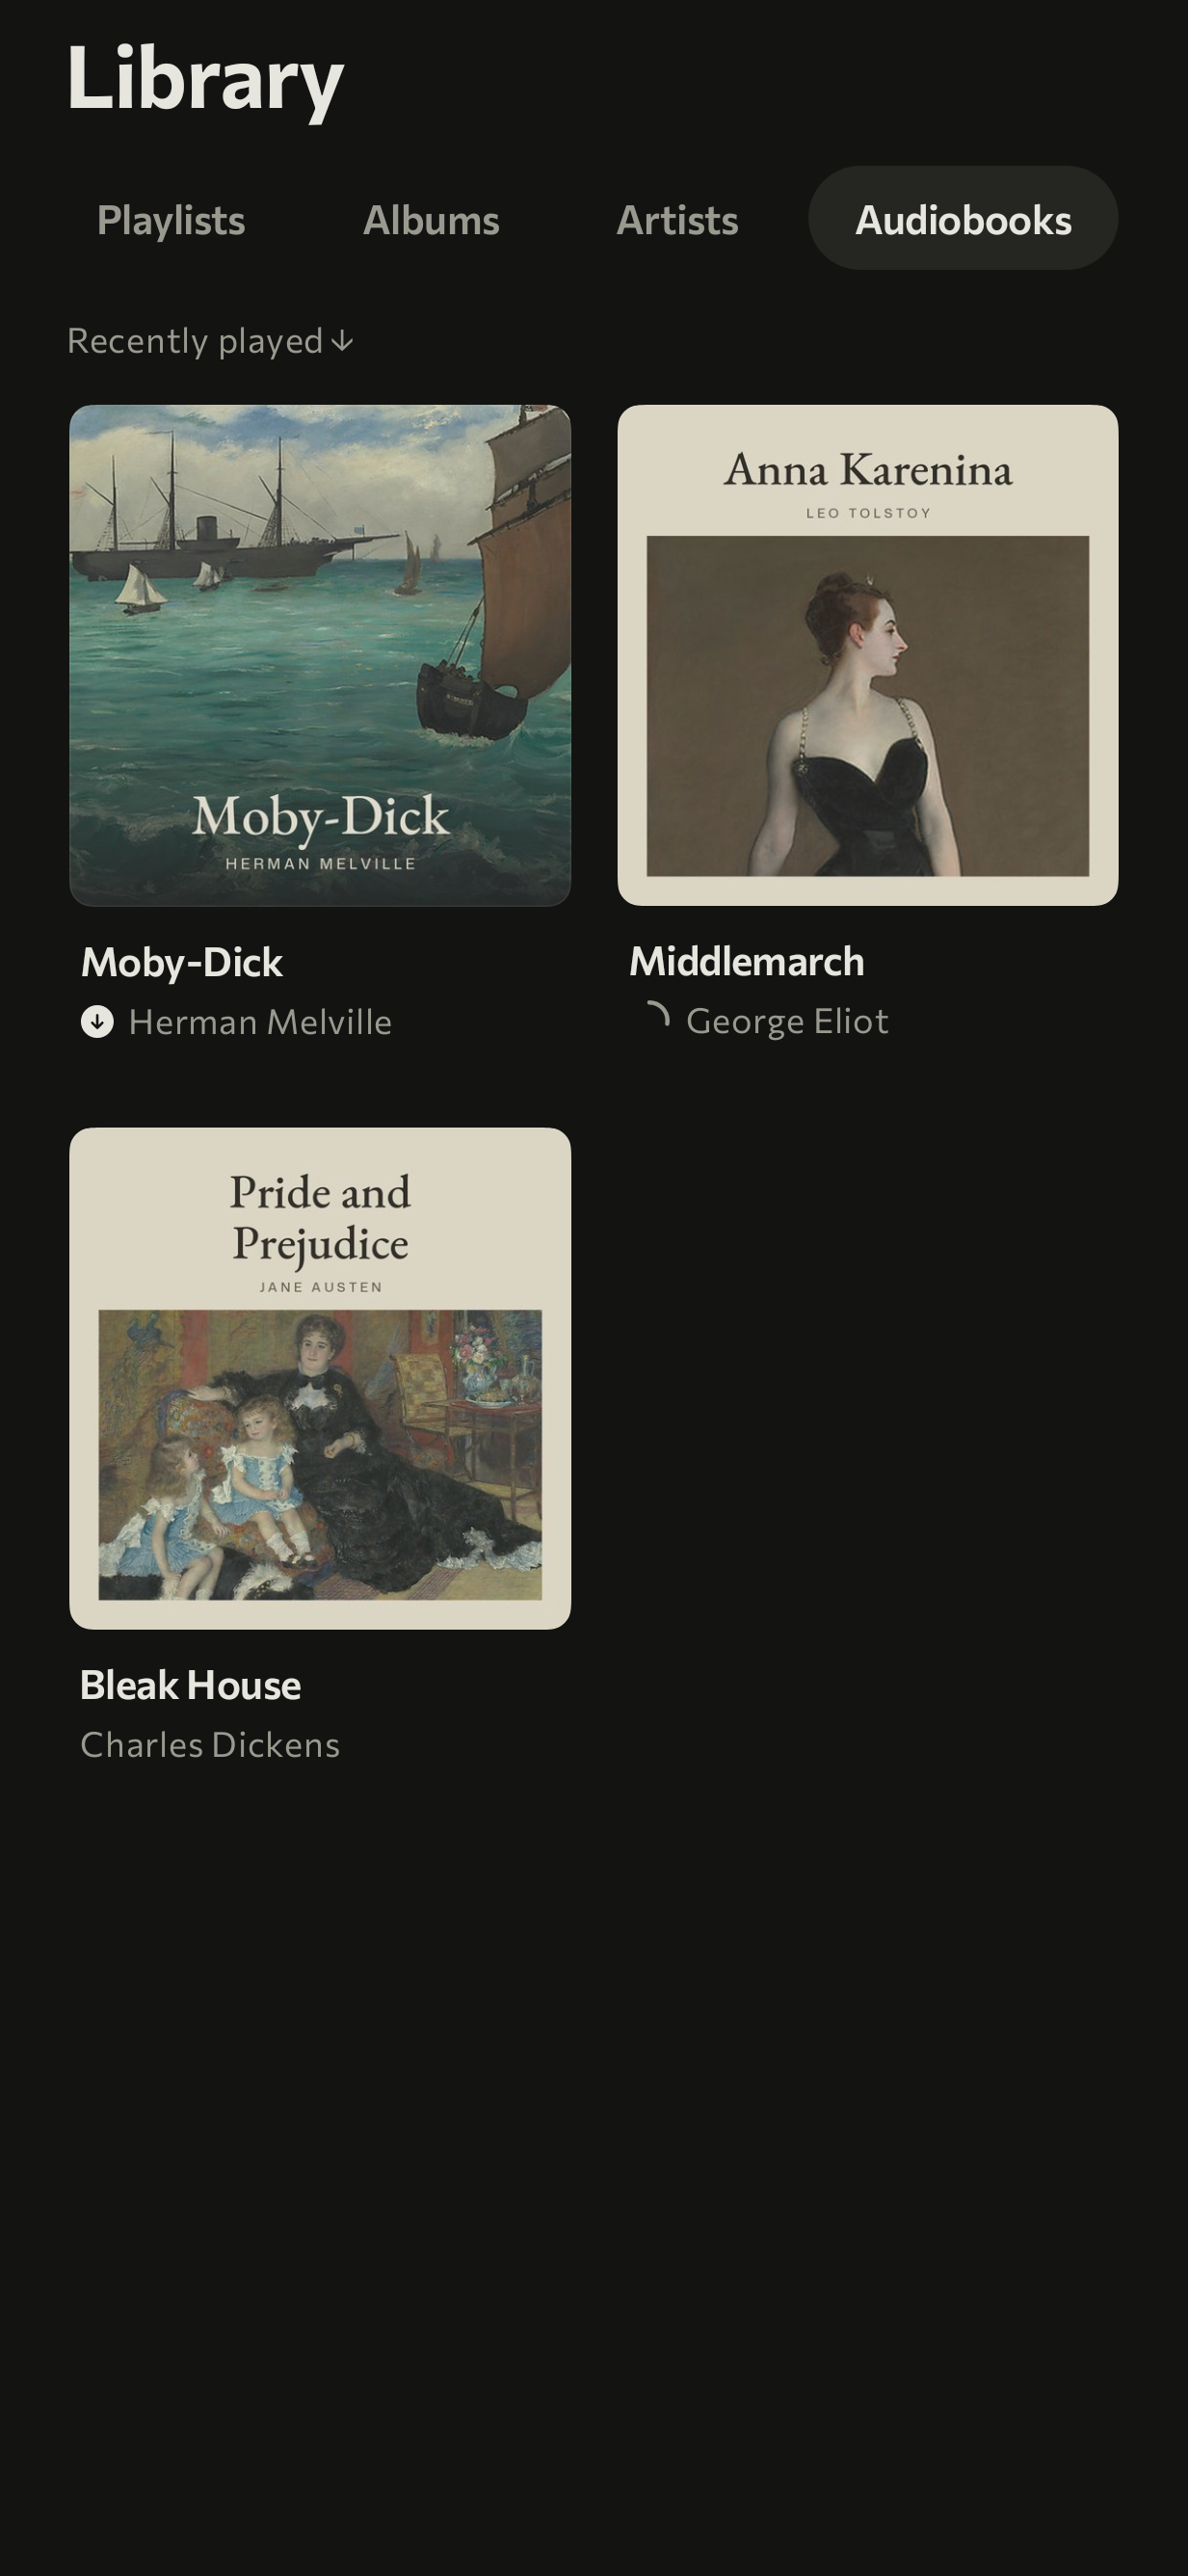 Library
Playlists Albums Artists Audiobooks
Recently played
Moby-Dick
HERMAN MELVILLE
Moby-Dick
Herman Melville
Anna Karenina
LEO TOLSTOY
Middlemarch
George Eliot
Pride and
Prejudice
JANE AUSTEN
Bleak House
Charles Dickens